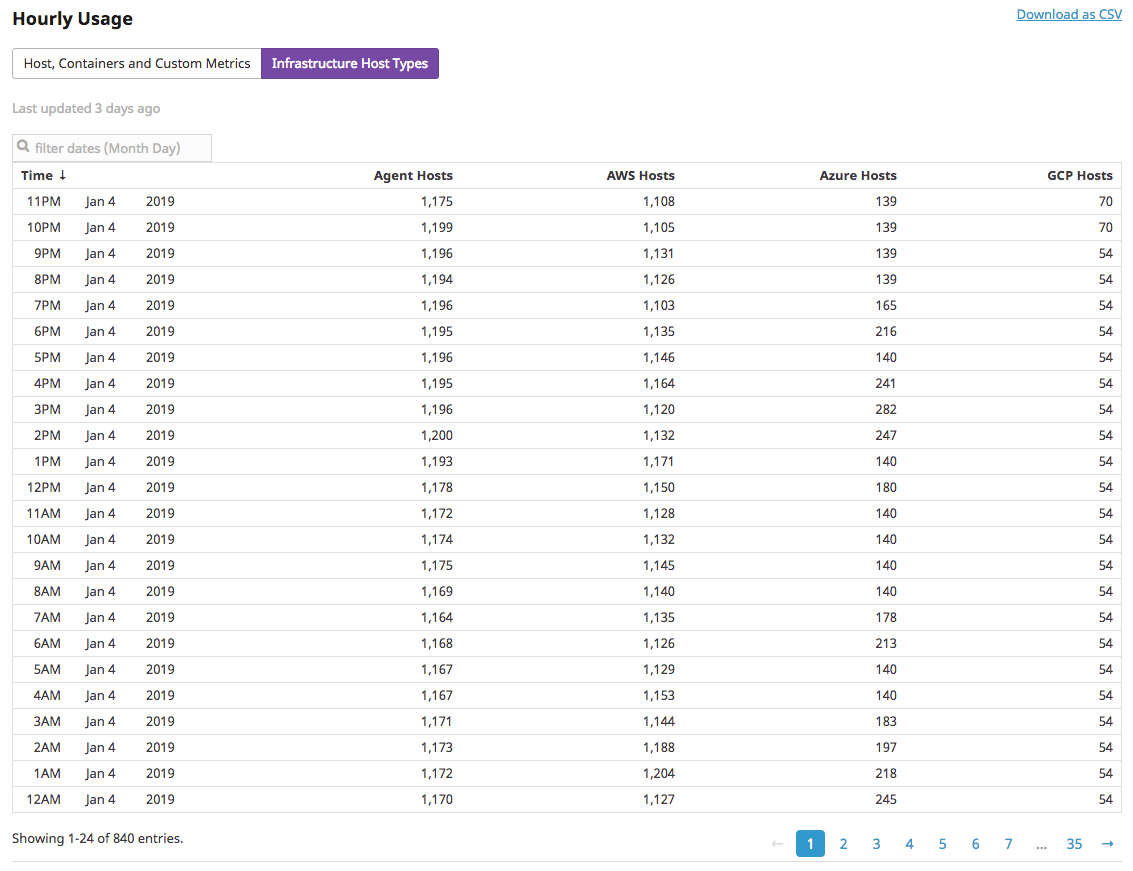 Hourly Usage
Download as CSV
Host, Containers and Custom Metrics Infrastructure Host Types
Last updated 3 days ago
filter dates (Month Day)
Time ↓ Agent Hosts AWS Hosts Azure Hosts GCP Hosts
11PM Jan 4 2019 1,175 1,108 139 70
10PM Jan 4 2019 1,199 1,105 139 70
9PM Jan 4 2019 1,196 1,131 139 54
8PM Jan 4 2019 1,194 1,126 139 54
7PM Jan 4 2019 1,196 1,103 165 54
6PM Jan 4 2019 1,195 1,135 216 54
5PM Jan 4 2019 1,196 1,146 140 54
4PM Jan 4 2019 1,195 1,164 241 54
3PM Jan 4 2019 1,196 1,120 282 54
2PM Jan 4 2019 1,200 1,132 247 54
1PM Jan 4 2019 1,193 1,171 140 54
12PM Jan 4 2019 1,178 1,150 180 54
11AM Jan 4 2019 1,172 1,128 140 54
10AM Jan 4 2019 1,174 1,132 140 54
9AM Jan 4 2019 1,175 1,145 140 54
8AM Jan 4 2019 1,169 1,140 140 54
7AM Jan 4 2019 1,164 1,135 178 54
6AM Jan 4 2019 1,168 1,126 213 54
5AM Jan 4 2019 1,167 1,129 140 54
4AM Jan 4 2019 1,167 1,153 140 54
3AM Jan 4 2019 1,171 1,144 183 54
2AM Jan 4 2019 1,173 1,188 197 54
1AM Jan 4 2019 1,172 1,204 218 54
12AM Jan 4 2019 1,170 1,127 245 54
Showing 1-24 of 840 entries.
← 1 2 3 4 5 6 7 ... 35 →